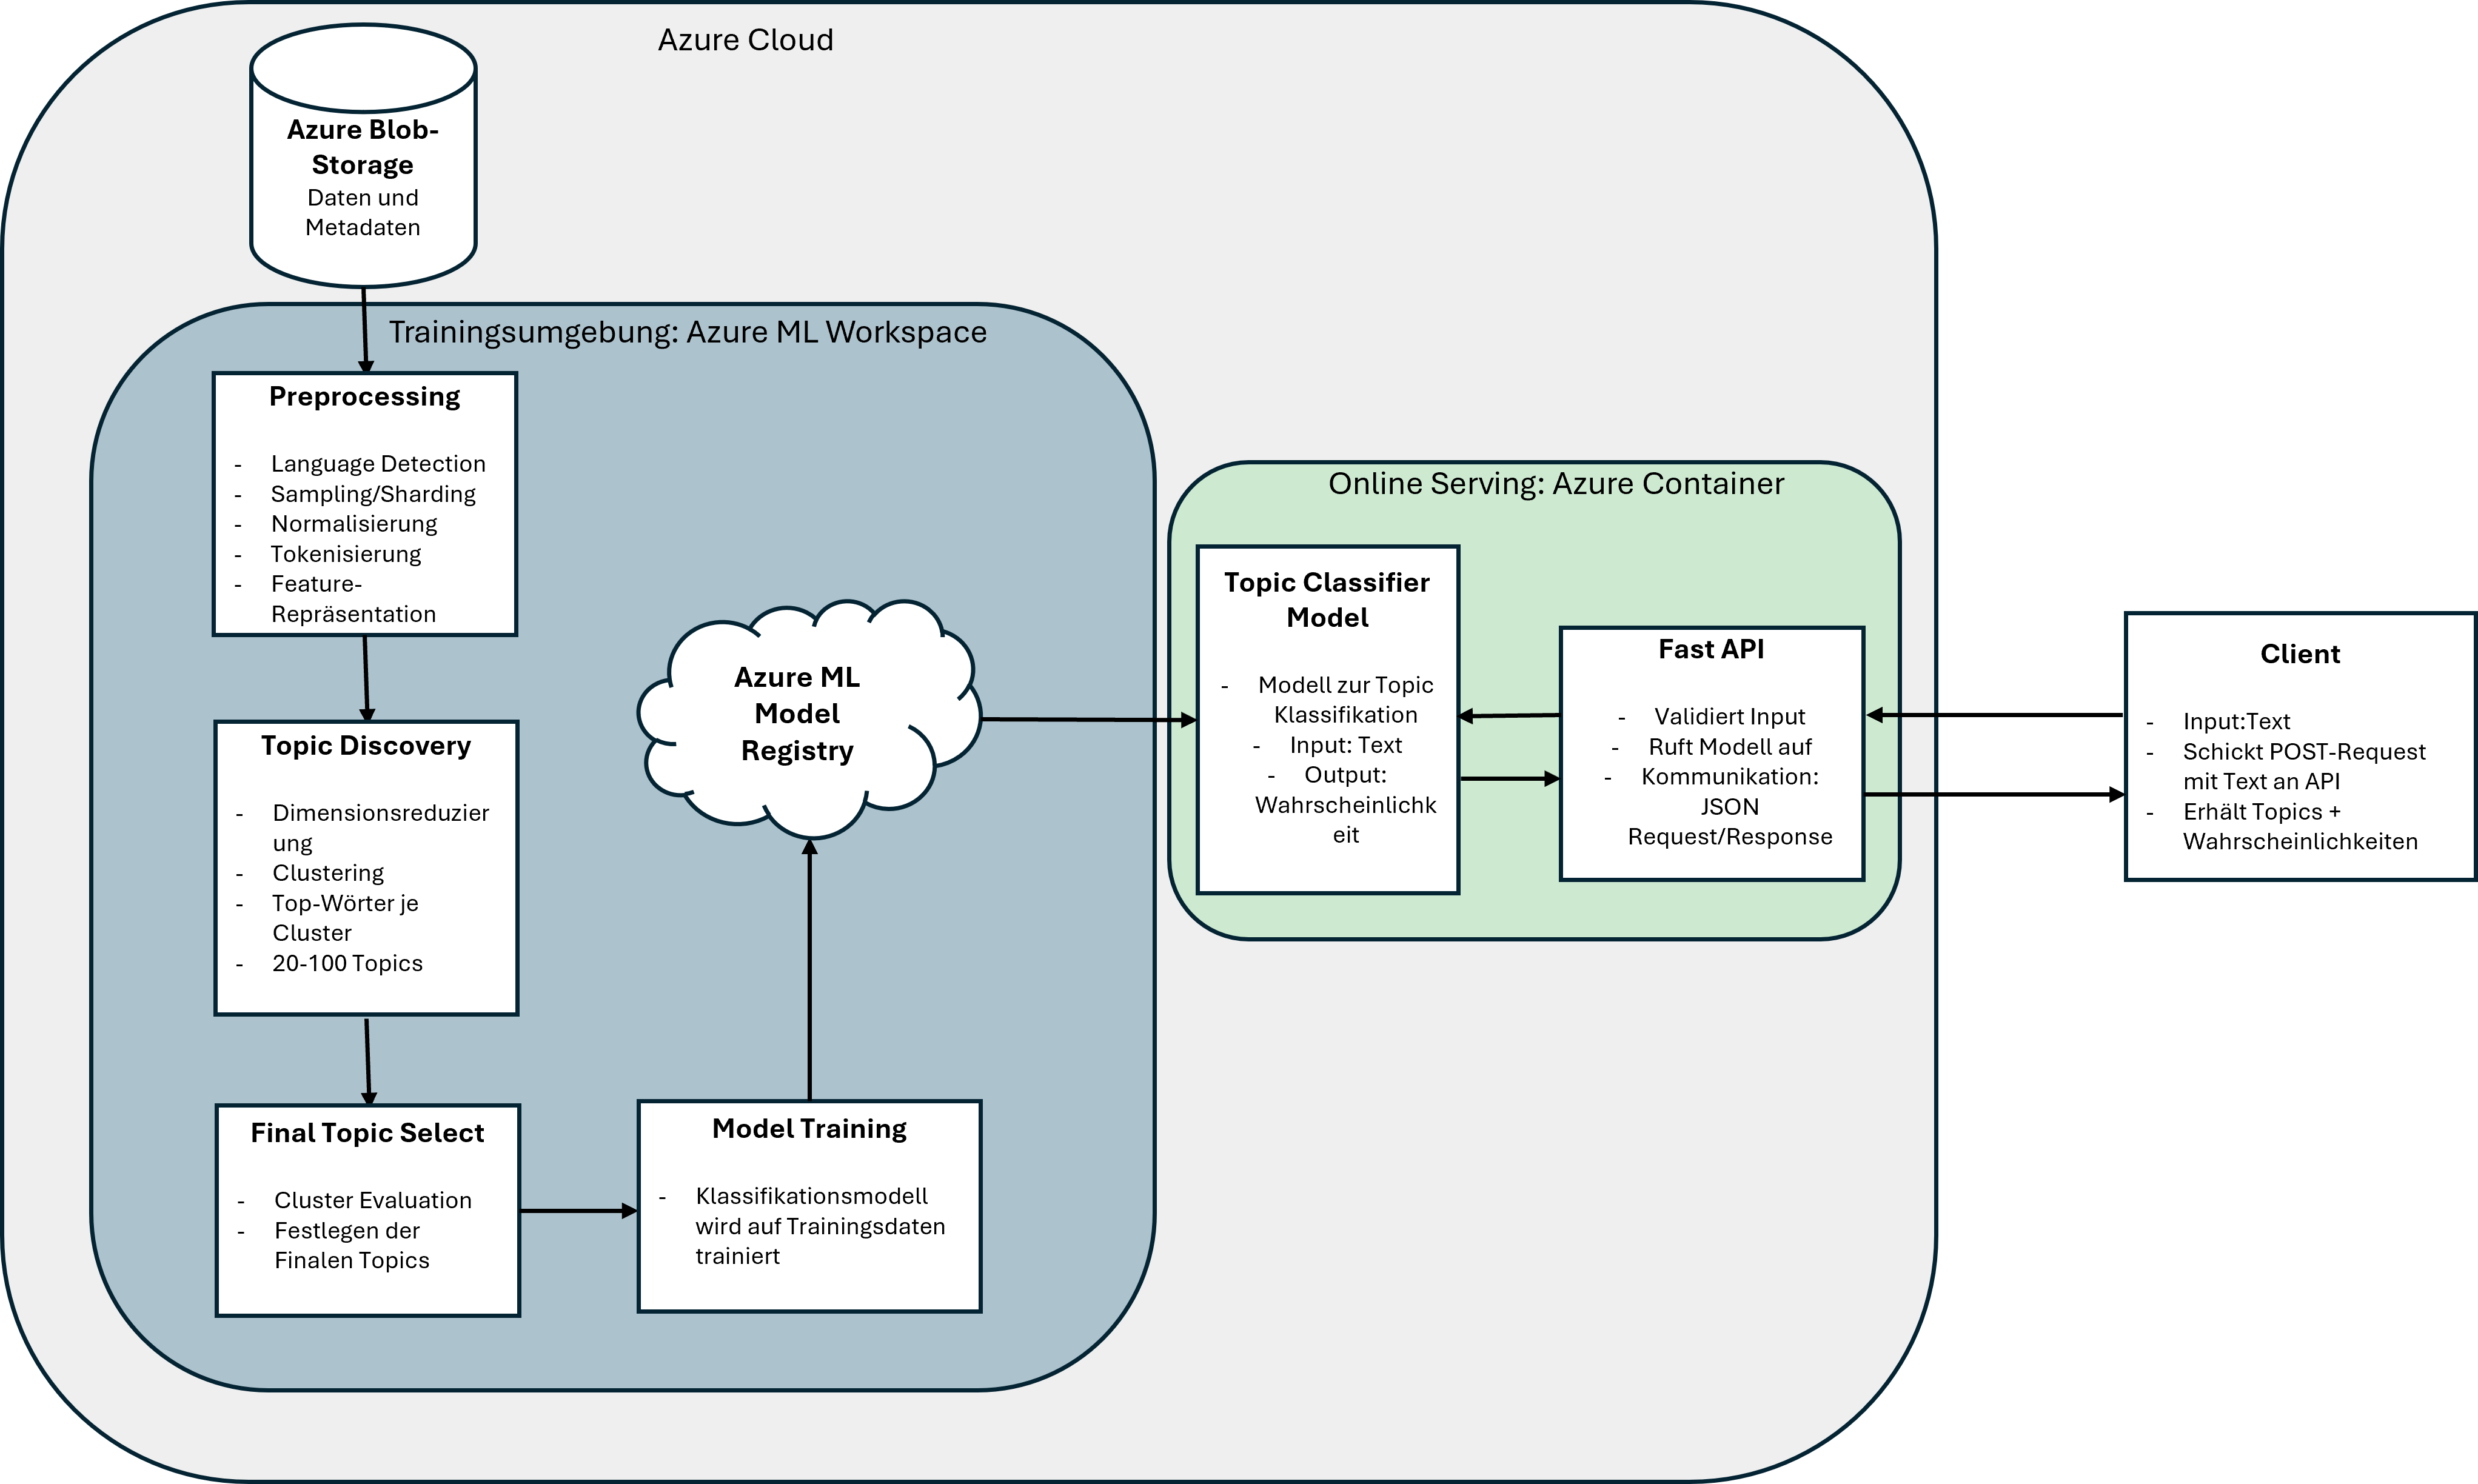 Azure Cloud
Azure Blob-
Storage
Daten und
Metadaten
Trainingsumgebung: Azure ML Workspace
Preprocessing
- Language Detection
- Sampling/Sharding
- Normalisierung
- Tokenisierung
- Feature-
Repräsentation
Topic Discovery
- Dimensionsreduzier
ung
- Clustering
- Top-Wörter je
Cluster
- 20-100 Topics
Final Topic Select
- Cluster Evaluation
- Festlegen der
Finalen Topics
Model Training
- Klassifikationsmodell
wird auf Trainingsdaten
trainiert
Azure ML
Model
Registry
Online Serving: Azure Container
Topic Classifier
Model
- Modell zur Topic
Klassifikation
- Input: Text
- Output:
Wahrscheinlichk
eit
Fast API
- Validiert Input
- Ruft Modell auf
- Kommunikation:
JSON
Request/Response
Client
- Input:Text
- Schickt POST-Request
mit Text an API
- Erhält Topics +
Wahrscheinlichkeiten